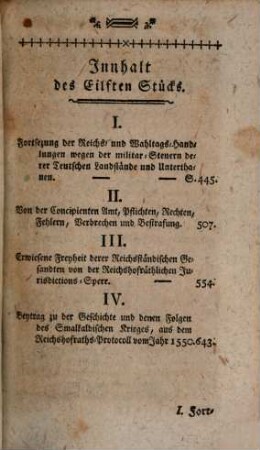 Innhalt
des Eilften Stücks.
I.
Fortsezung der Reichs- und Wahltags-Hand-
lungen wegen der militar-Steuern de-
rer Teutschen Landstände und Untertha-
nen. — S. 445.
II.
Von der Concipienten Amt, Pflichten, Rechten,
Fehlern, Verbrechen und Bestrafung. 507.
III.
Erwiesene Freyheit derer Reichsständischen Ge-
sandten von der Reichshofräthlichen Ju-
risdictions-Sperr. — 554.
IV.
Beytrag zu der Geschichte und denen Folgen
des Smalkaldischen Krieges, aus dem
Reichshofraths-Protocoll vom Jahr 1550. 643.
I. Fort-